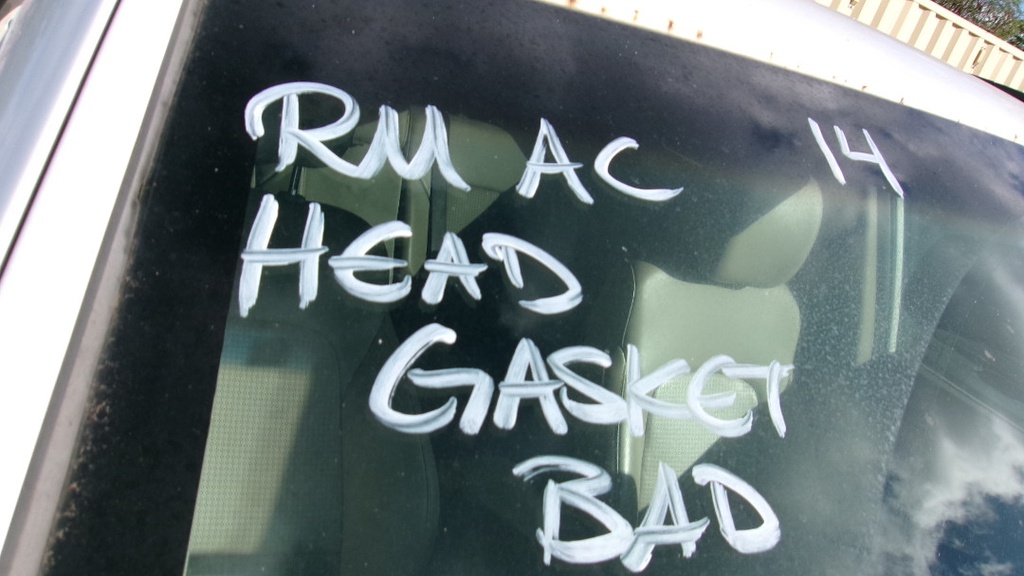 RM AC 14
HEAD
GASKET
BAD